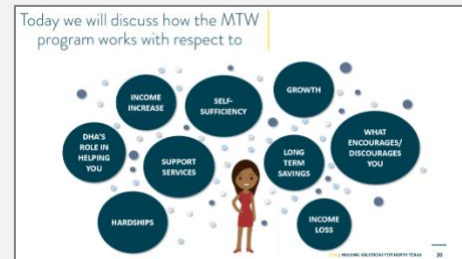 Today we will discuss how the MTW
program works with respect to
INCOME
INCREASE
SELF-
SUFFICIENCY
GROWTH
DHA'S
ROLE IN
HELPING
YOU
SUPPORT
SERVICES
LONG
TERM
SAVINGS
WHAT
ENCOURAGES/
DISCOURAGES
YOU
HARDSHIPS
INCOME
LOSS
| HOUSING SOLUTIONS FOR NORTH TEXAS
20